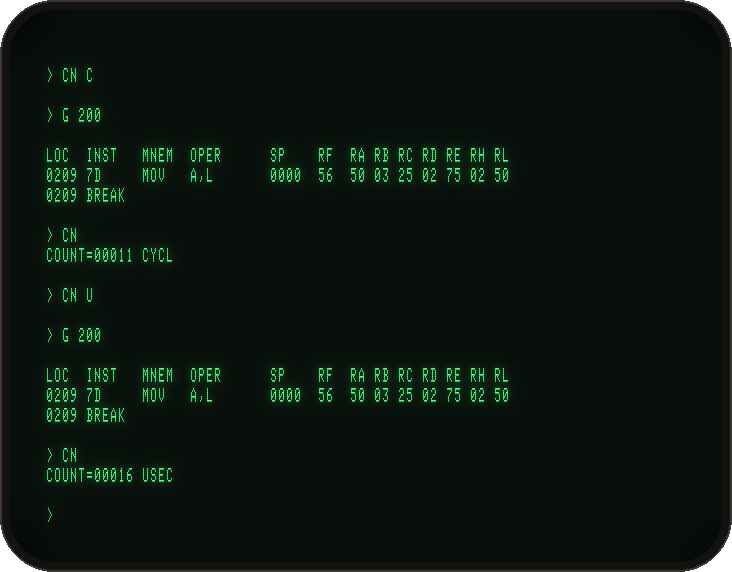 > CN C
> G 200
LOC  INST   MNEM  OPER      SP    RF  RA RB RC RD RE RH RL
0209 7D     MOV   A,L       0000  56  50 03 25 02 75 02 50
0209 BREAK
> CN
COUNT=00011 CYCL
> CN U
> G 200
LOC  INST   MNEM  OPER      SP    RF  RA RB RC RD RE RH RL
0209 7D     MOV   A,L       0000  56  50 03 25 02 75 02 50
0209 BREAK
> CN
COUNT=00016 USEC
>